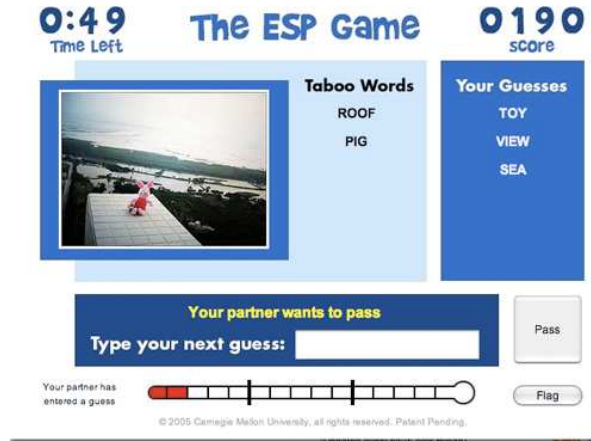 0:49
Time Left
The ESP Game
0190
score
Taboo Words
ROOF
PIG
Your Guesses
TOY
VIEW
SEA
Your partner wants to pass
Type your next guess:
Pass
Your partner has
entered a guess
Flag
© 2005 Carnegie Mellon University, all rights reserved. Patent Pending.